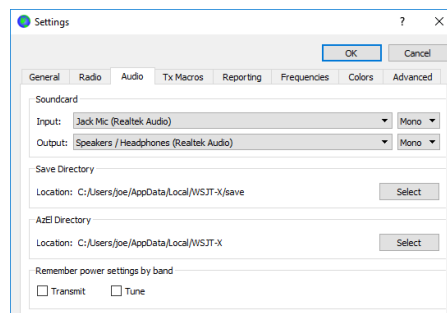 Settings
? ×
OK Cancel
General Radio Audio Tx Macros Reporting Frequencies Colors Advanced
Soundcard
Input: Jack Mic (Realtek Audio) Mono
Output: Speakers / Headphones (Realtek Audio) Mono
Save Directory
Location: C:/Users/joe/AppData/Local/WSJT-X/save Select
AzEl Directory
Location: C:/Users/joe/AppData/Local/WSJT-X Select
Remember power settings by band
Transmit Tune